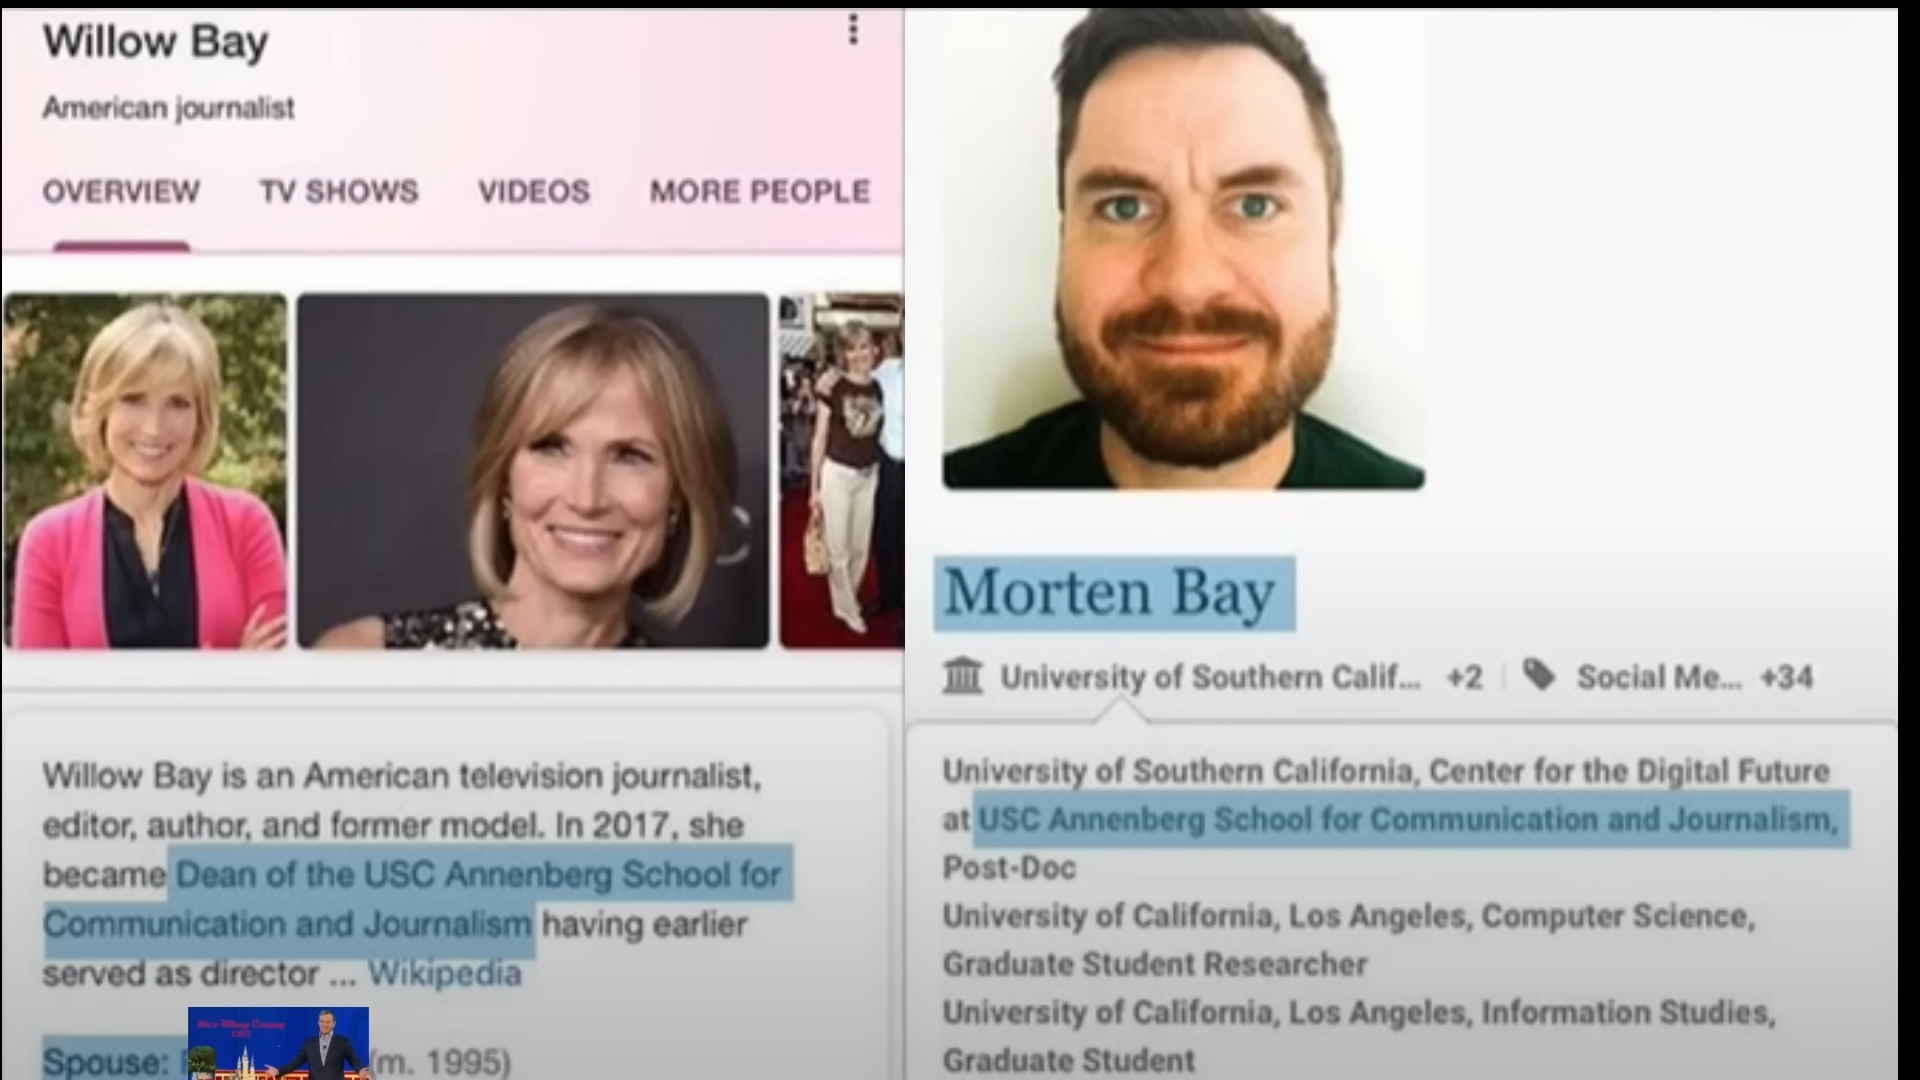 Willow Bay
American journalist
OVERVIEW TV SHOWS VIDEOS MORE PEOPLE
Willow Bay is an American television journalist,
editor, author, and former model. In 2017, she
became Dean of the USC Annenberg School for
Communication and Journalism having earlier
served as director ... Wikipedia
Walt Disney Company
CEO
Spouse: (m. 1995)
Morten Bay
University of Southern Calif... +2 Social Me... +34
University of Southern California, Center for the Digital Future
at USC Annenberg School for Communication and Journalism,
Post-Doc
University of California, Los Angeles, Computer Science,
Graduate Student Researcher
University of California, Los Angeles, Information Studies,
Graduate Student